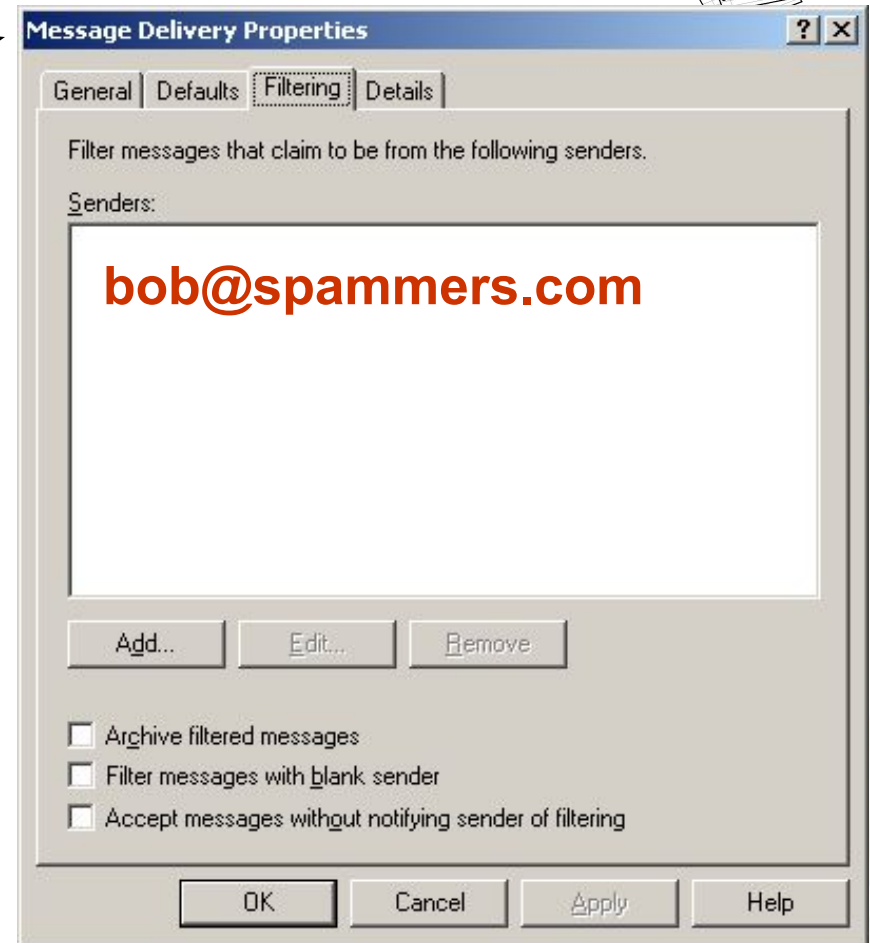 Message Delivery Properties
General Defaults Filtering Details
Filter messages that claim to be from the following senders.
Senders:
bob@spammers.com
Add... Edit... Remove
Archive filtered messages
Filter messages with blank sender
Accept messages without notifying sender of filtering
OK Cancel Apply Help